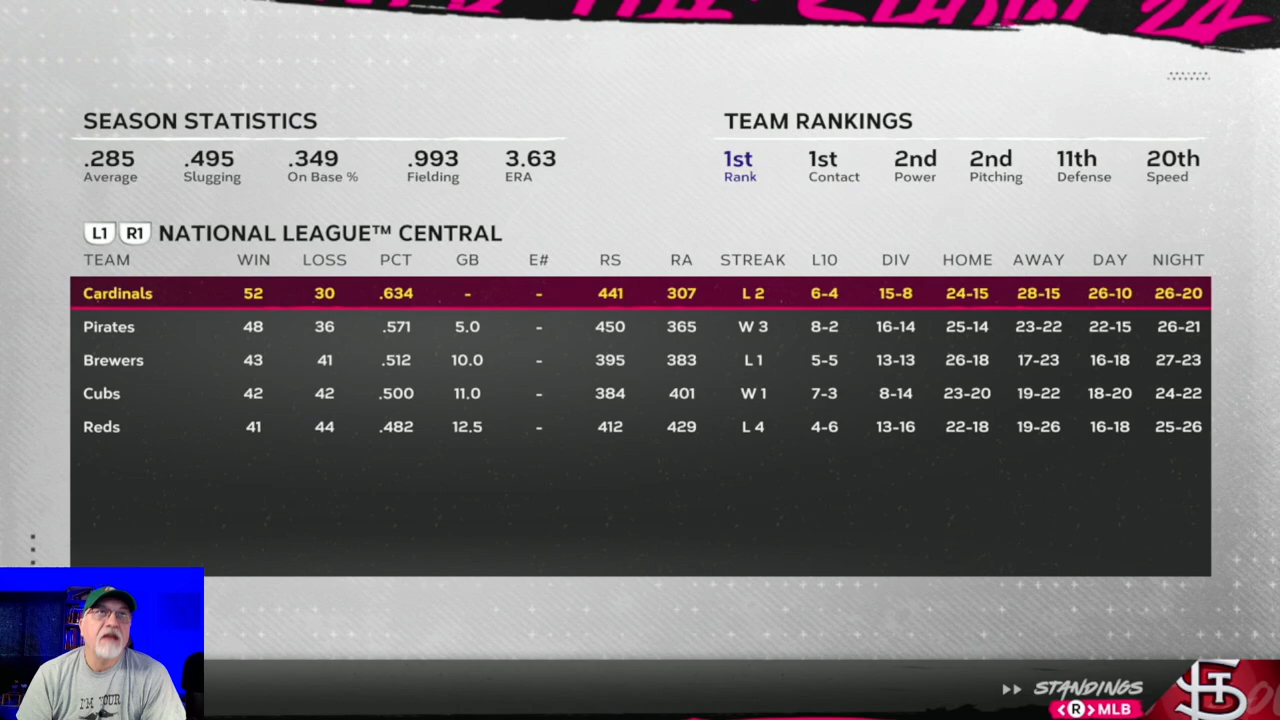 THE SHOW 24
SEASON STATISTICS
.285 .495 .349 .993 3.63
Average Slugging On Base % Fielding ERA
TEAM RANKINGS
1st 1st 2nd 2nd 11th 20th
Rank Contact Power Pitching Defense Speed
L1 R1 NATIONAL LEAGUE™ CENTRAL
TEAM WIN LOSS PCT GB E# RS RA STREAK L10 DIV HOME AWAY DAY NIGHT
Cardinals 52 30 .634 - - 441 307 L 2 6-4 15-8 24-15 28-15 26-10 26-20
Pirates 48 36 .571 5.0 - 450 365 W 3 8-2 16-14 25-14 23-22 22-15 26-21
Brewers 43 41 .512 10.0 - 395 383 L 1 5-5 13-13 26-18 17-23 16-18 27-23
Cubs 42 42 .500 11.0 - 384 401 W 1 7-3 8-14 23-20 19-22 18-20 24-22
Reds 41 44 .482 12.5 - 412 429 L 4 4-6 13-16 22-18 19-26 16-18 25-26
I'M YOUR
STANDINGS
<R> MLB
STL